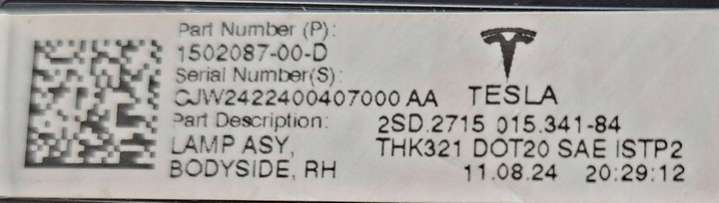 Part Number (P):
1502087-00-D
Serial Number(S):
CJW2422400407000 AA
TESLA
Part Description:
2SD.2715 015.341-84
LAMP ASY,
THK321 DOT20 SAE ISTP2
BODYSIDE, RH
11.08.24 20:29:12